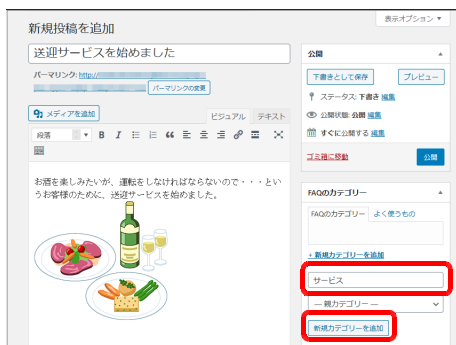 表示オプション ▼
新規投稿を追加
送迎サービスを始めました
パーマリンク: http://
パーマリンクの変更
メディアを追加
ビジュアル テキスト
段落 B I
お酒を楽しみたいが、運転をしなければならないので・・・とい
うお客様のために、送迎サービスを始めました。
公開
下書きとして保存 プレビュー
ステータス: 下書き 編集
公開状態: 公開 編集
すぐに公開する 編集
ゴミ箱に移動 公開
FAQのカテゴリー
FAQのカテゴリー よく使うもの
+ 新規カテゴリーを追加
サービス
— 親カテゴリー —
新規カテゴリーを追加